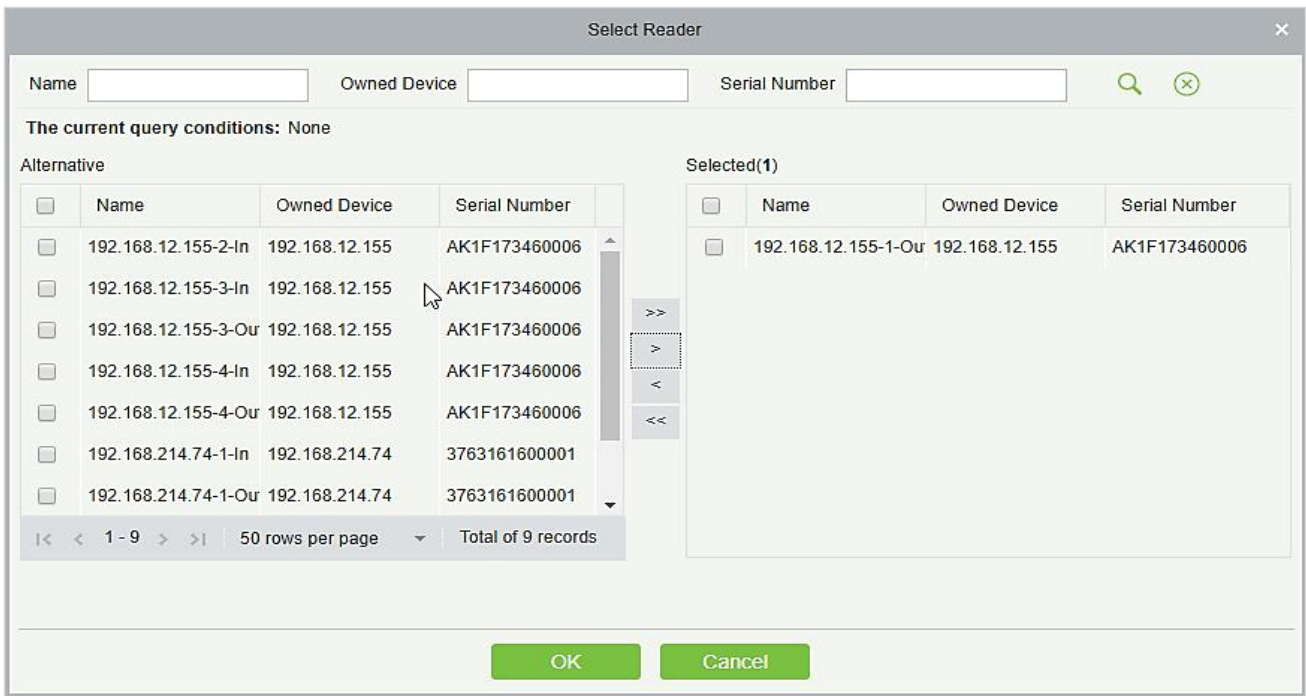 Select Reader
Name Owned Device Serial Number
The current query conditions: None
Alternative Selected(1)
Name Owned Device Serial Number Name Owned Device Serial Number
192.168.12.155-2-In 192.168.12.155 AK1F173460006 192.168.12.155-1-Ou 192.168.12.155 AK1F173460006
192.168.12.155-3-In 192.168.12.155 AK1F173460006
>>
192.168.12.155-3-Ou 192.168.12.155 AK1F173460006
>
192.168.12.155-4-In 192.168.12.155 AK1F173460006
<
192.168.12.155-4-Ou 192.168.12.155 AK1F173460006
<<
192.168.214.74-1-In 192.168.214.74 3763161600001
192.168.214.74-1-Ou 192.168.214.74 3763161600001
|< < 1 - 9 > >| 50 rows per page Total of 9 records
OK Cancel